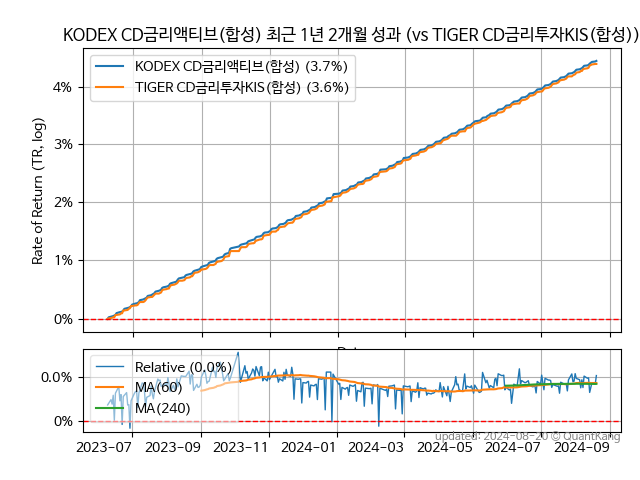 KODEX CD금리액티브(합성) 최근 1년 2개월 성과 (vs TIGER CD금리투자KIS(합성))
KODEX CD금리액티브(합성) (3.7%)
TIGER CD금리투자KIS(합성) (3.6%)
Rate of Return (TR, log)
4%
3%
2%
1%
0%
Relative (0.0%)
MA(60)
MA(240)
0.0%
0%
2023-07 2023-09 2023-11 2024-01 2024-03 2024-05 2024-07 2024-09
updated: 2024-08-20 © QuantKang